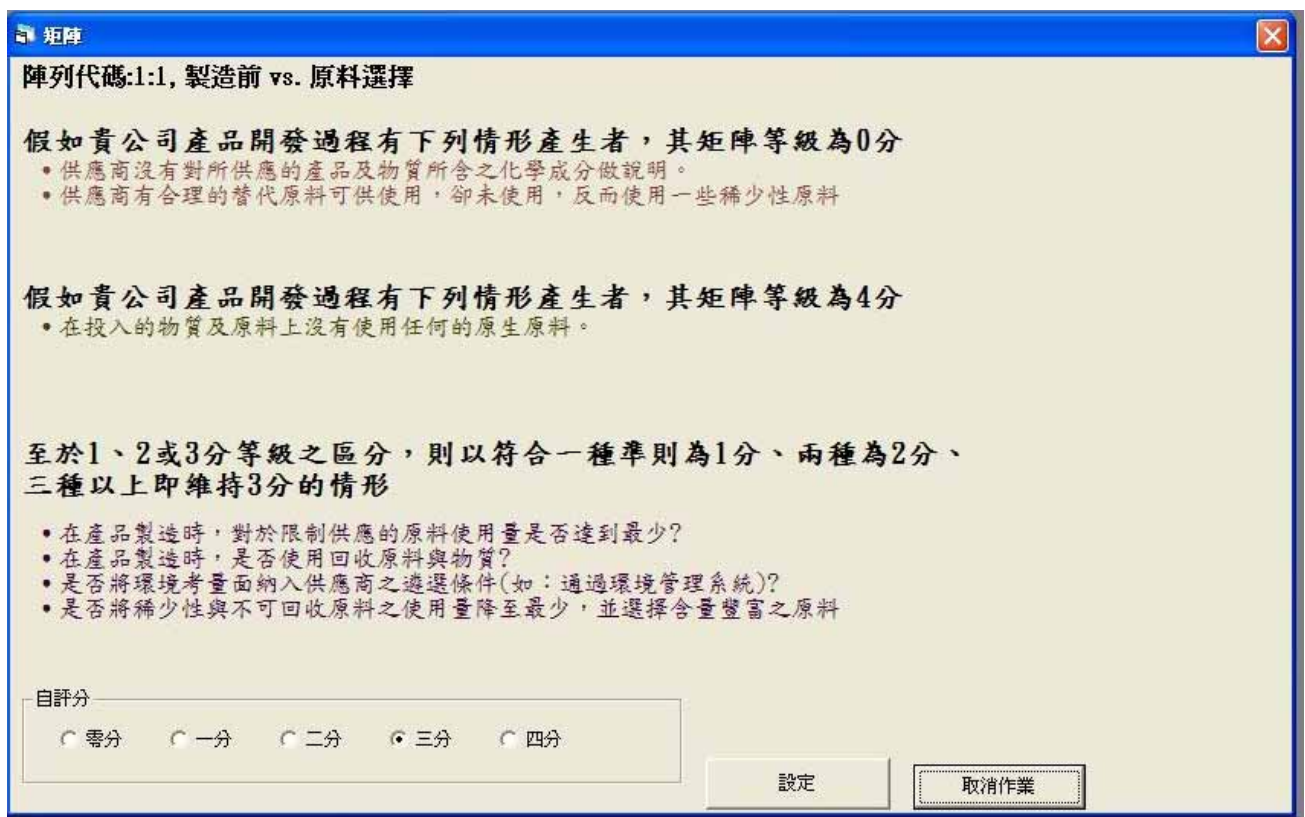 矩陣
陣列代碼:1:1, 製造前 vs. 原料選擇
假如貴公司產品開發過程有下列情形產生者，其矩陣等級為0分
•供應商沒有對所供應的產品及物質所含之化學成分做說明。
•供應商有合理的替代原料可供使用，卻未使用，反而使用一些稀少性原料
假如貴公司產品開發過程有下列情形產生者，其矩陣等級為4分
•在投入的物質及原料上沒有使用任何的原生原料。
至於1、2或3分等級之區分，則以符合一種準則為1分、兩種為2分、
三種以上即維持3分的情形
•在產品製造時，對於限制供應的原料使用量是否達到最少?
•在產品製造時，是否使用回收原料與物質?
•是否將環境考量面納入供應商之遴選條件(如：通過環境管理系統)?
•是否將稀少性與不可回收原料之使用量降至最少，並選擇含量豐富之原料
自評分
零分 一分 二分 三分 四分
設定 取消作業